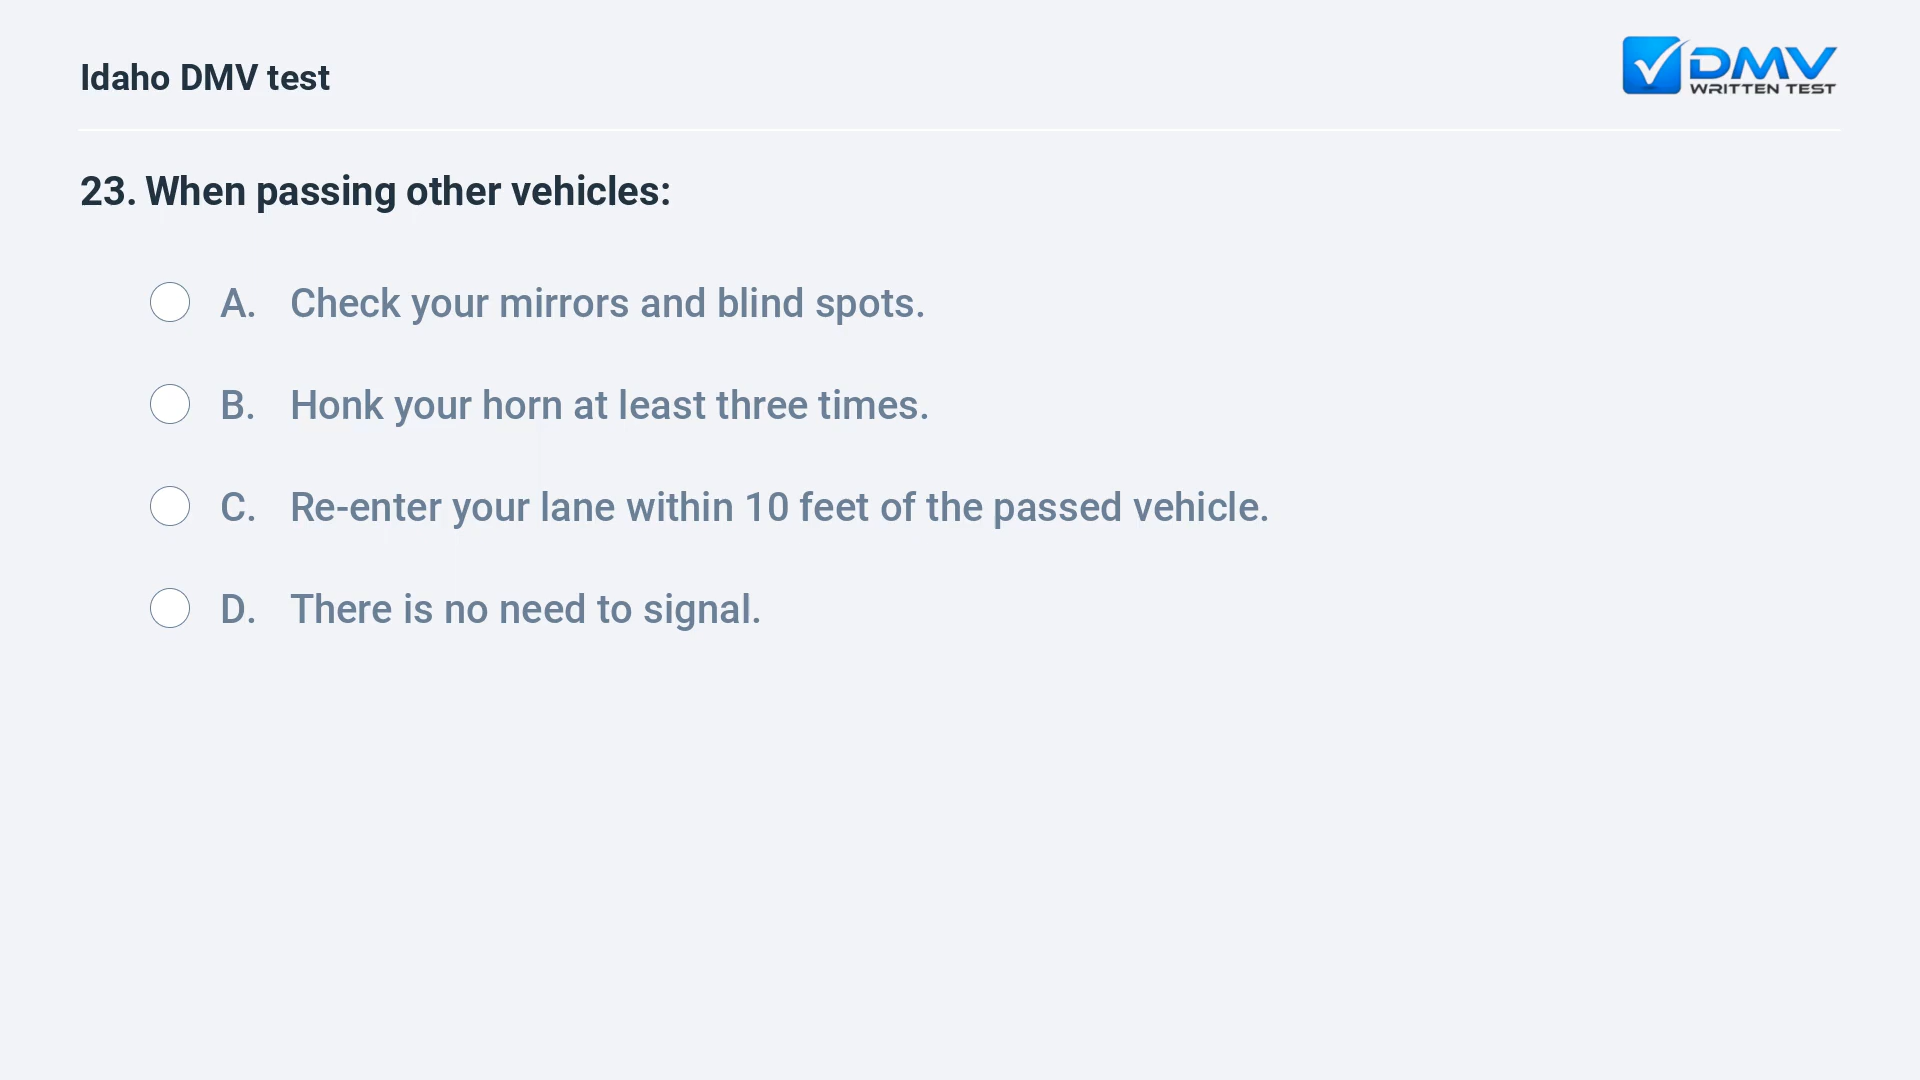 Idaho DMV test
DMV
WRITTEN TEST
23. When passing other vehicles:
A. Check your mirrors and blind spots.
B. Honk your horn at least three times.
C. Re-enter your lane within 10 feet of the passed vehicle.
D. There is no need to signal.